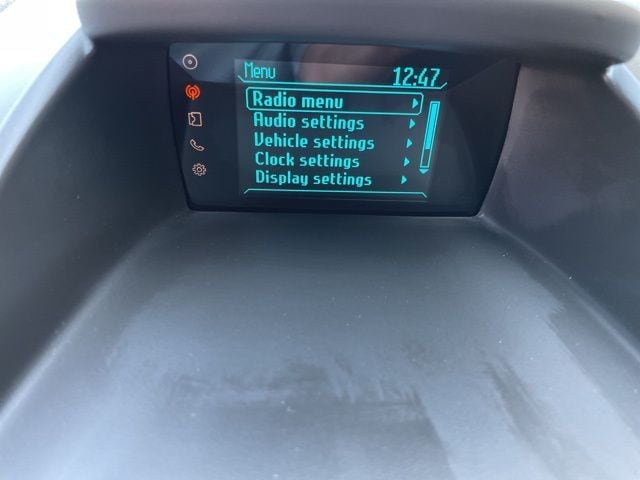 Menu
12:47
Radio menu
Audio settings
Vehicle settings
Clock settings
Display settings